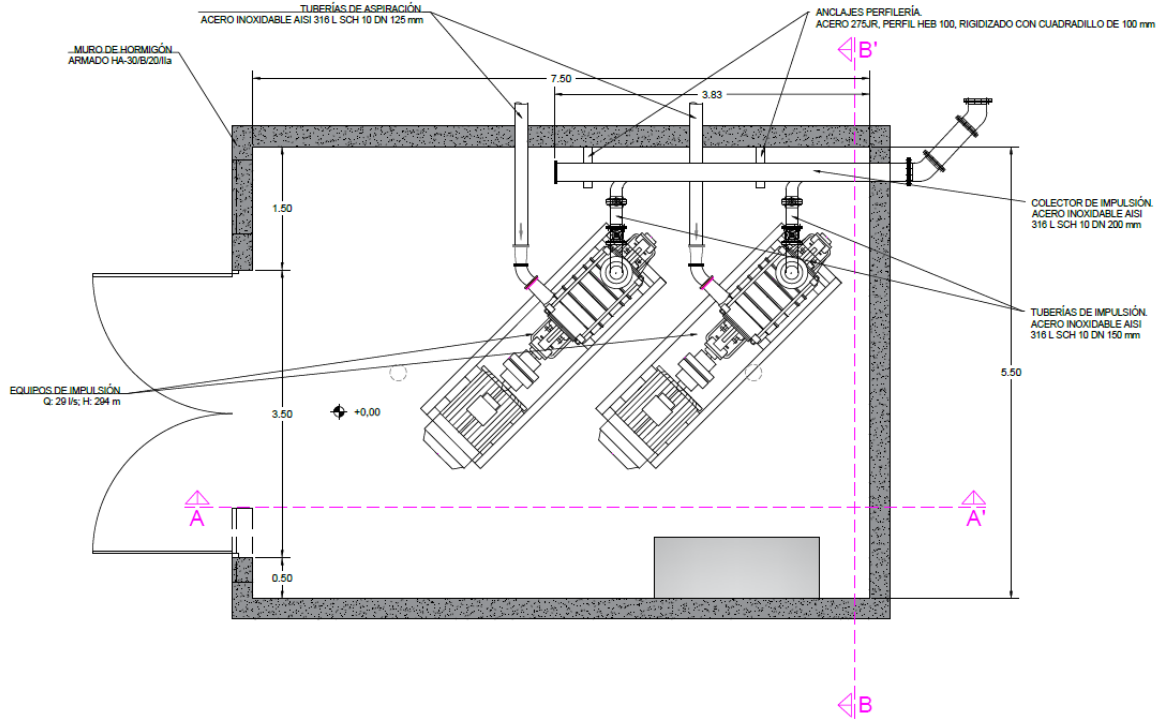 TUBERÍAS DE ASPIRACIÓN
ACERO INOXIDABLE AISI 316 L SCH 10 DN 125 mm
ANCLAJES PERFILERÍA.
ACERO 275JR, PERFIL HEB 100, RIGIDIZADO CON CUADRADILLO DE 100 mm
MURO DE HORMIGÓN
ARMADO HA-30/B/20/IIa
B'
7.50
3.83
1.50
COLECTOR DE IMPULSIÓN.
ACERO INOXIDABLE AISI
316 L SCH 10 DN 200 mm
TUBERÍAS DE IMPULSIÓN.
ACERO INOXIDABLE AISI
316 L SCH 10 DN 150 mm
5.50
EQUIPOS DE IMPULSIÓN
Q: 29 l/s; H: 294 m
3.50
+0,00
A
A'
0.50
B